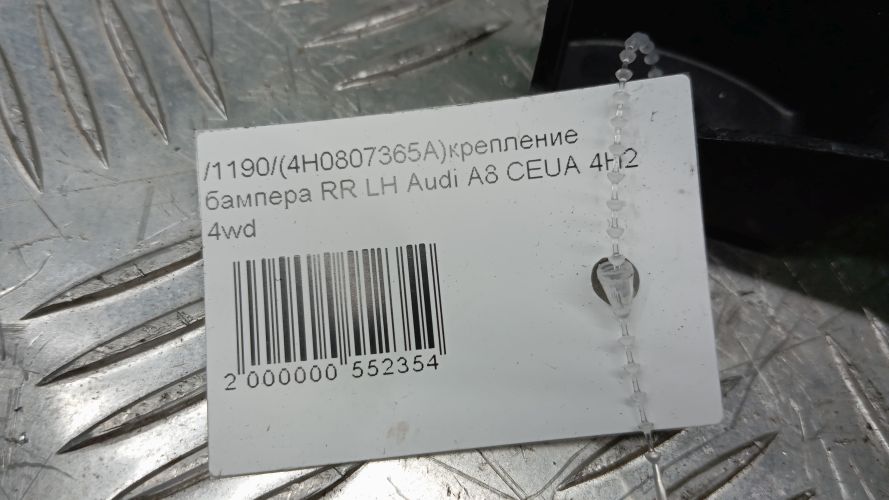 /1190/(4H0807365A)крепление
бампера RR LH Audi A8 CEUA 4H2
4wd
2 000000 552354